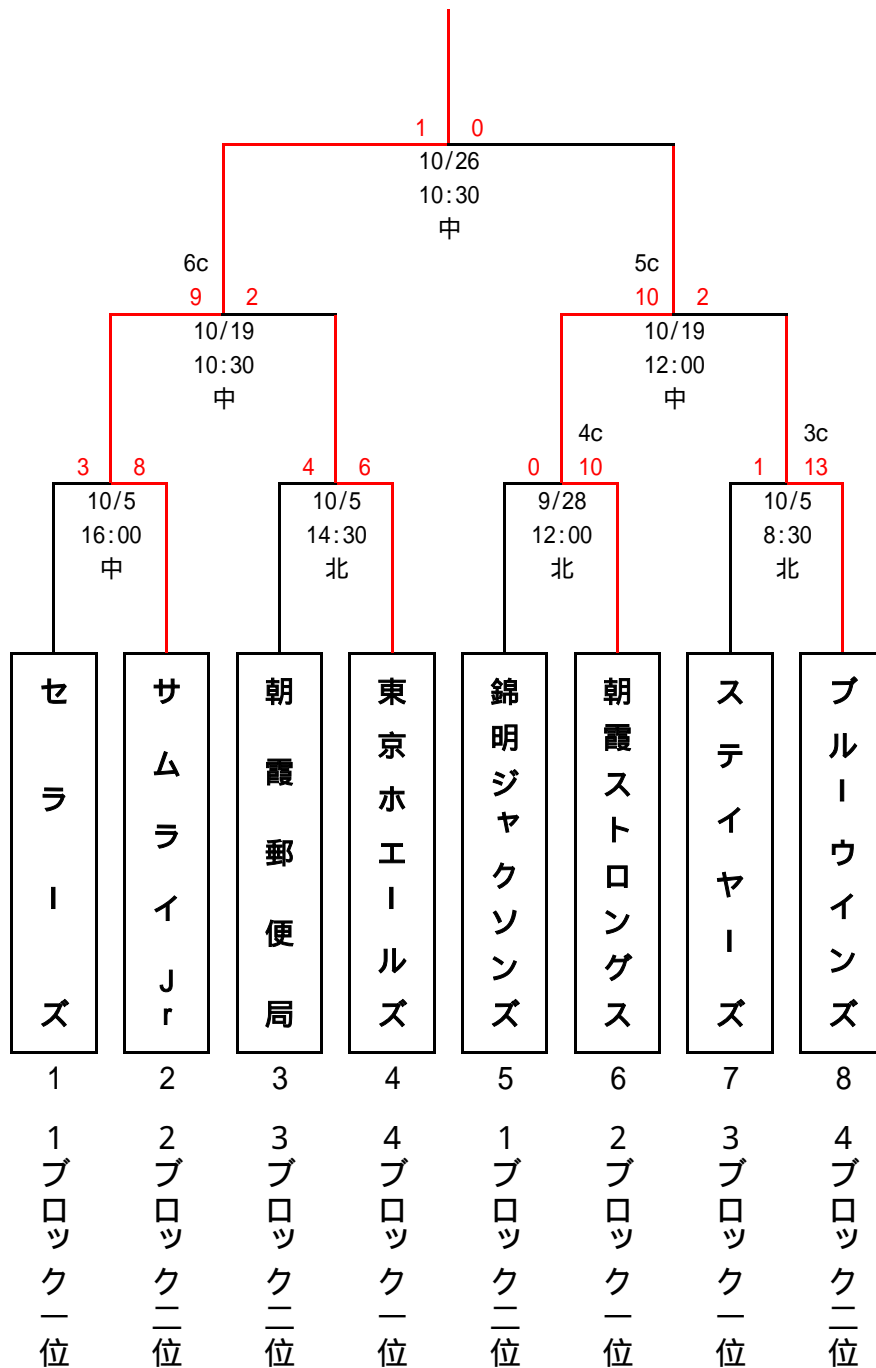 1 0
10/26
10:30
中
6c 5c
9 2 10 2
10/19 10/19
10:30 12:00
中 中
4c 3c
3 8 4 6 0 10 1 13
10/5 10/5 9/28 10/5
16:00 14:30 12:00 8:30
中 北 北 北
セラーズ
サムライJr
朝霞郵便局
東京ホエールズ
錦明ジャクソンズ
朝霞ストロングス
ステイヤーズ
ブルーウインズ
1 2 3 4 5 6 7 8
1ブロック一位
2ブロック二位
3ブロック二位
4ブロック一位
1ブロック二位
2ブロック一位
3ブロック一位
4ブロック二位